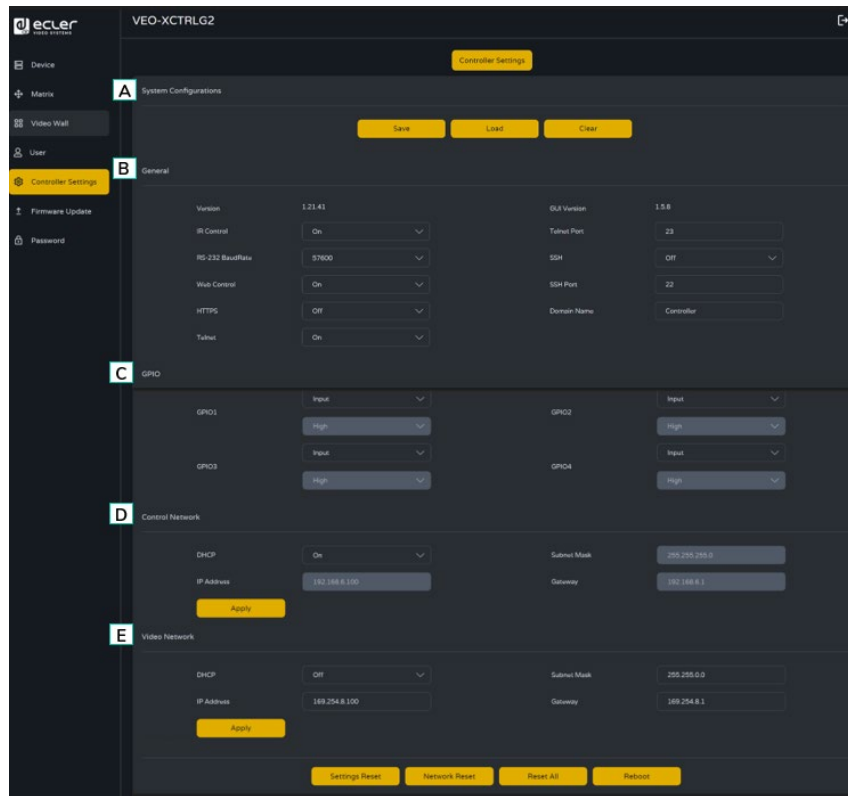 ecler
VIDEO SYSTEMS
VEO-XCTRLG2
Device
Matrix
Video Wall
User
Controller Settings
Firmware Update
Password
Controller Settings
A System Configurations
Save Load Clear
B General
Version 1.21.41 GUI Version 1.5.8
IR Control On Telnet Port 23
RS-232 BaudRate 57600 SSH Off
Web Control On SSH Port 22
HTTPS Off Domain Name Controller
Telnet On
C GPIO
Input Input
GPIO1 GPIO2
High High
Input Input
GPIO3 GPIO4
High High
D Control Network
DHCP On Subnet Mask 255.255.255.0
IP Address 192.168.6.100 Gateway 192.168.6.1
Apply
E Video Network
DHCP Off Subnet Mask 255.255.0.0
IP Address 169.254.8.100 Gateway 169.254.8.1
Apply
Settings Reset Network Reset Reset All Reboot